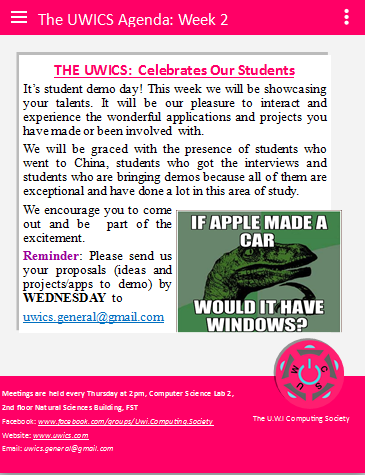 The UWICS Agenda: Week 2
THE UWICS: Celebrates Our Students
It's student demo day! This week we will be showcasing
your talents. It will be our pleasure to interact and
experience the wonderful applications and projects you
have made or been involved with.
We will be graced with the presence of students who
went to China, students who got the interviews and
students who are bringing demos because all of them are
exceptional and have done a lot in this area of study.
We encourage you to come
out and be part of the
excitement.
Reminder: Please send us
your proposals (ideas and
projects/apps to demo) by
WEDNESDAY to
uwics.general@gmail.com
IF APPLE MADE A
CAR
WOULD IT HAVE
WINDOWS?
Meetings are held every Thursday at 2pm, Computer Science Lab 2,
2nd floor Natural Sciences Building, FST
Facebook: www.facebook.com/groups/Uwi.Computing.Society
Website: www.uwics.com
Email: uwics.general@gmail.com
UWICS
The U.W.I Computing Society